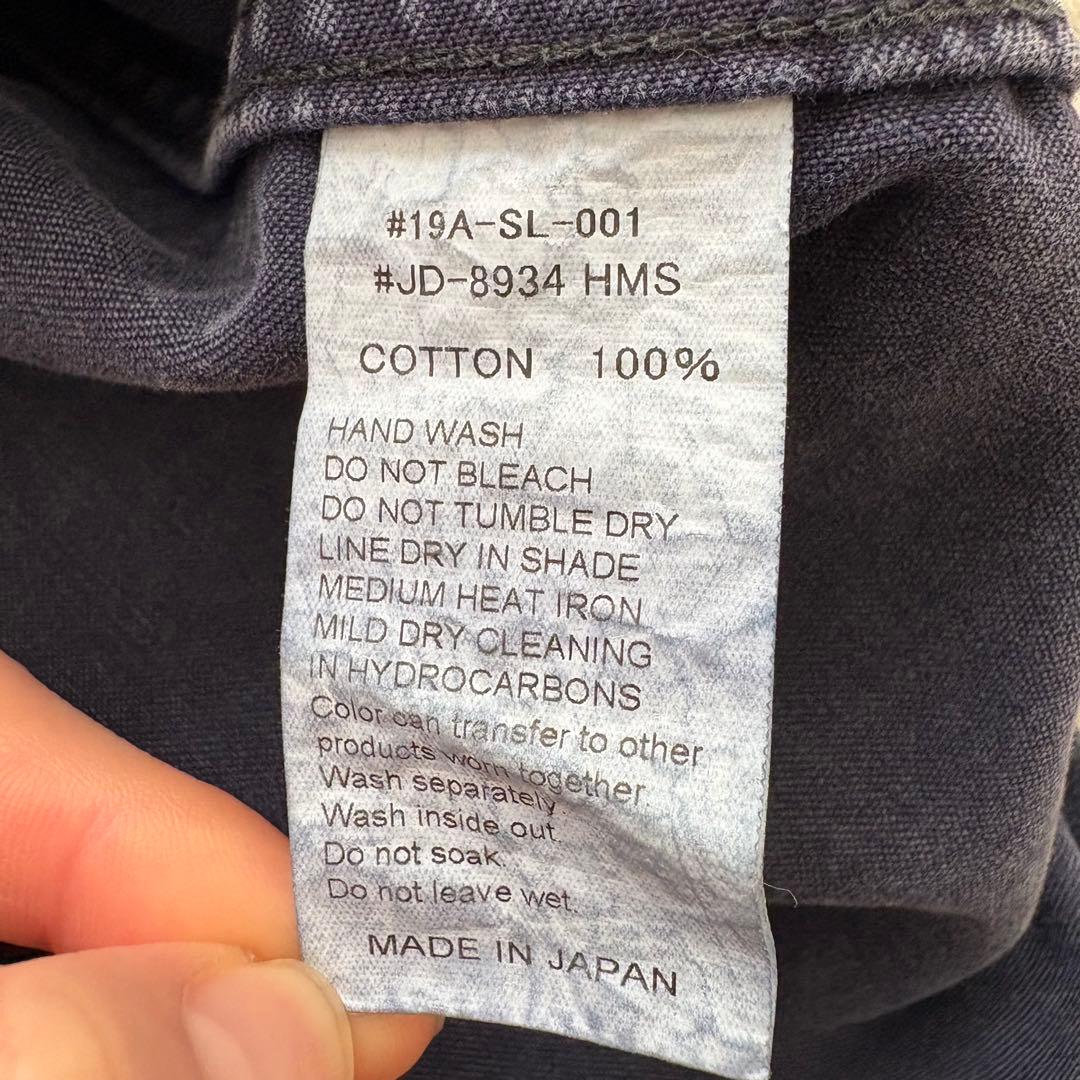 #19A-SL-001
#JD-8934 HMS
COTTON 100%
HAND WASH
DO NOT BLEACH
DO NOT TUMBLE DRY
LINE DRY IN SHADE
MEDIUM HEAT IRON
MILD DRY CLEANING
IN HYDROCARBONS
Color can transfer to other
products worn together.
Wash separately.
Wash inside out.
Do not soak.
Do not leave wet.
MADE IN JAPAN